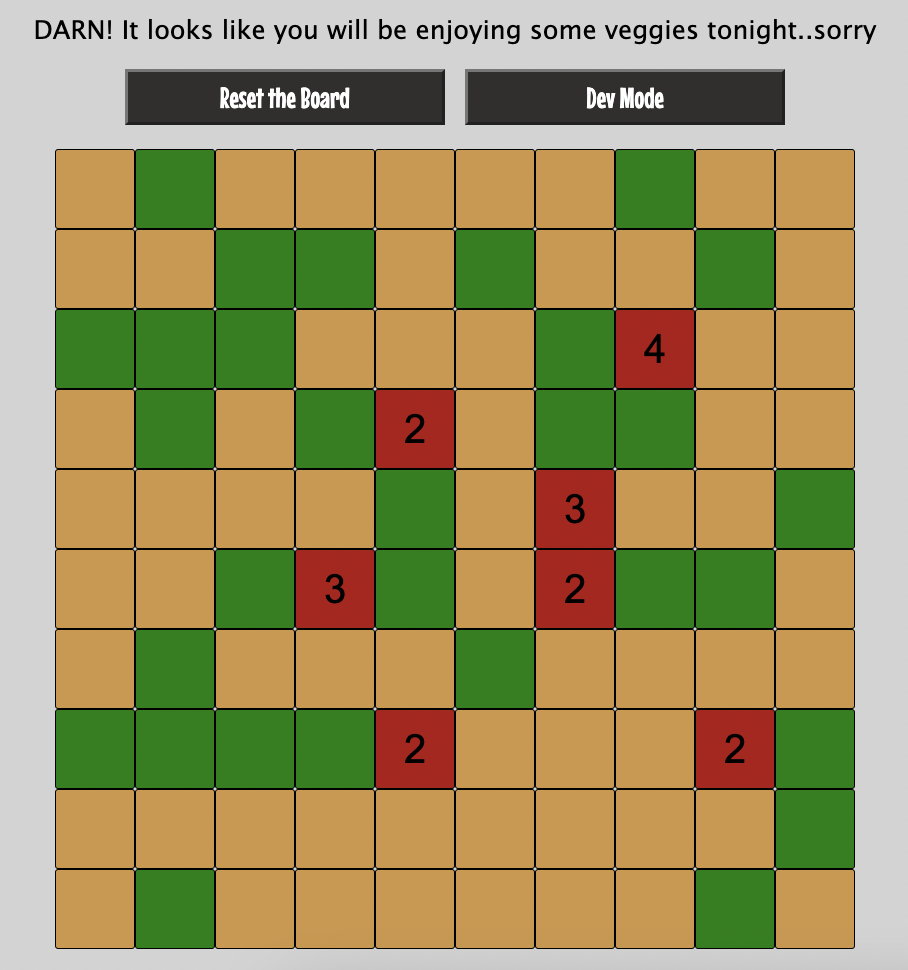 DARN! It looks like you will be enjoying some veggies tonight..sorry
Reset the Board Dev Mode
4
2
3
3 2
2 2